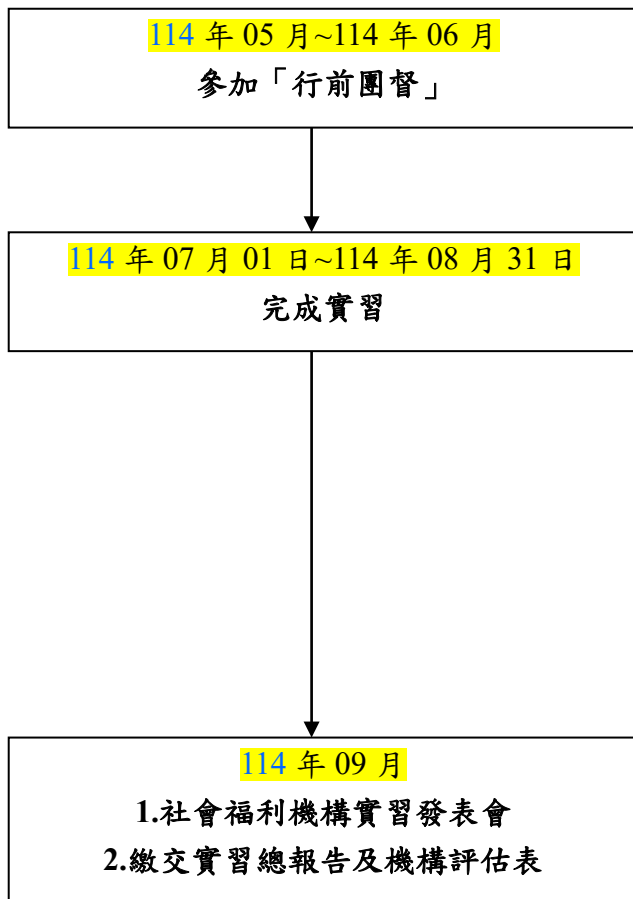 114 年 05 月~114 年 06 月
參加「行前團督」
114 年 07 月 01 日~114 年 08 月 31 日
完成實習
114 年 09 月
1.社會福利機構實習發表會
2.繳交實習總報告及機構評估表